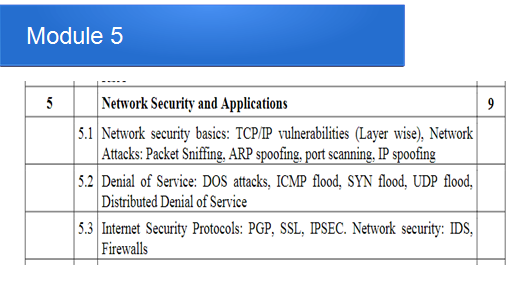 Module 5
5 Network Security and Applications 9
5.1 Network security basics: TCP/IP vulnerabilities (Layer wise), Network
Attacks: Packet Sniffing, ARP spoofing, port scanning, IP spoofing
5.2 Denial of Service: DOS attacks, ICMP flood, SYN flood, UDP flood,
Distributed Denial of Service
5.3 Internet Security Protocols: PGP, SSL, IPSEC. Network security: IDS,
Firewalls